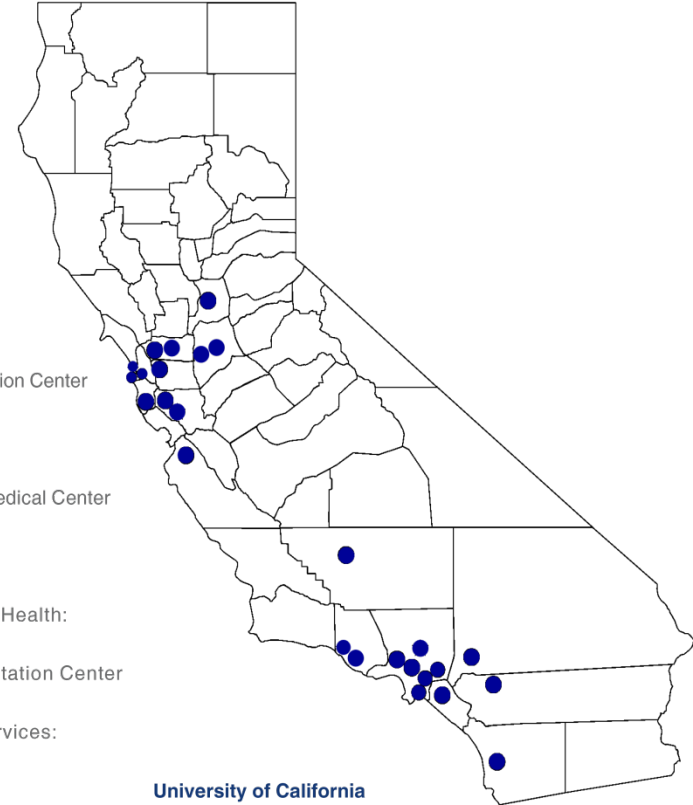 ion Center
edical Center
Health:
tation Center
rvices:
University of California